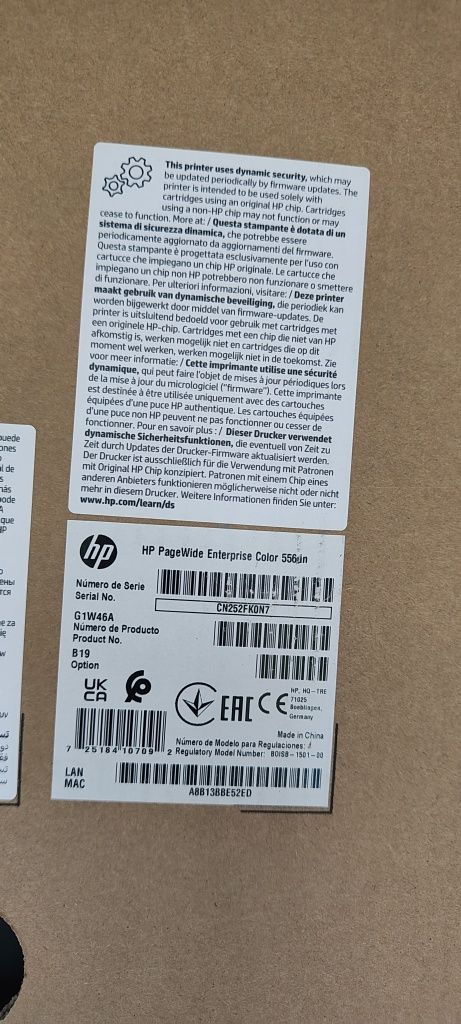 This printer uses dynamic security, which may
be updated periodically by firmware updates. The
printer is intended to be used solely with
cartridges using an original HP chip. Cartridges
using a non-HP chip may not function or may
cease to function. More at: / Questa stampante è dotata di un
sistema di sicurezza dinamica, che potrebbe essere
periodicamente aggiornato da aggiornamenti del firmware.
Questa stampante è progettata esclusivamente per l'uso con
cartucce che impiegano un chip HP originale. Le cartucce che
impiegano un chip non HP potrebbero non funzionare o smettere
di funzionare. Per ulteriori informazioni, visitare: / Deze printer
maakt gebruik van dynamische beveiliging, die periodiek kan
worden bijgewerkt door middel van firmware-updates. De
printer is uitsluitend bedoeld voor gebruik met cartridges met
een originele HP-chip. Cartridges met een chip die niet van HP
afkomstig is, werken mogelijk niet en cartridges die op dit
moment wel werken, werken mogelijk niet in de toekomst. Zie
voor meer informatie: / Cette imprimante utilise une sécurité
dynamique, qui peut faire l'objet de mises à jour périodiques lors
de la mise à jour du micrologiciel ("firmware"). Cette imprimante
est destinée à être utilisée uniquement avec des cartouches
équipées d'une puce HP authentique. Les cartouches équipées
d'une puce non HP peuvent ne pas fonctionner ou cesser de
fonctionner. Pour en savoir plus : / Dieser Drucker verwendet
dynamische Sicherheitsfunktionen, die eventuell von Zeit zu
Zeit durch Updates der Drucker-Firmware aktualisiert werden.
Der Drucker ist ausschließlich für die Verwendung mit Patronen
mit Original HP Chip konzipiert. Patronen mit einem Chip eines
anderen Anbieters funktionieren möglicherweise nicht oder nicht
mehr in diesem Drucker. Weitere Informationen finden Sie unter:
www.hp.com/learn/ds
hp
HP PageWide Enterprise Color 556dn
Número de Serie
Serial No.
CN252FK0N7
G1W46A
Número de Producto
Product No.
B19
Option
UK
CA
EAC CE
HP, HQ-TRE
71025
Boeblingen,
Germany
Made in China
Número de Modelo para Regulaciones: /
Regulatory Model Number: BOISB-1501-00
7 25184 10709 2
LAN
MAC
A8B13BBE52ED